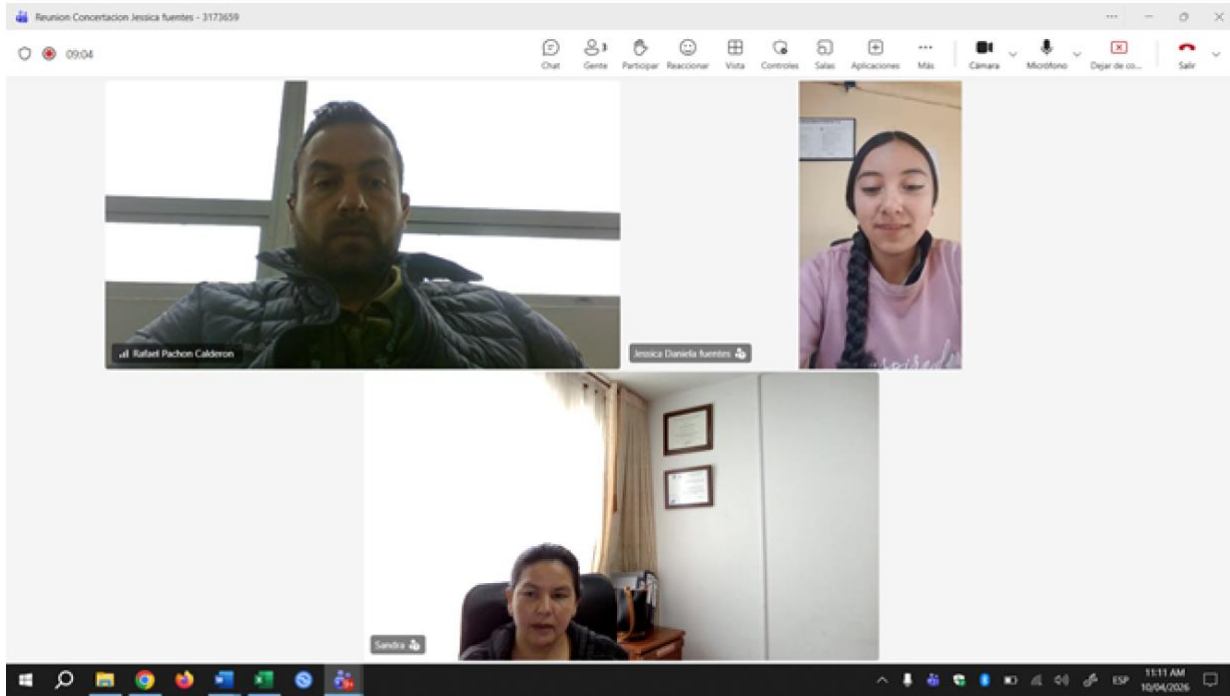 Reunion Concertacion Jessica fuentes - 3173659
09:04
Chat
Gente
3
Participar
Reaccionar
Vista
Controles
Salas
Aplicaciones
Más
Cámara
Micrófono
Dejar de co...
Salir
Rafael Pachon Calderon
Jessica Daniela fuentes
Sandra
ESP
11:11 AM
10/04/2026